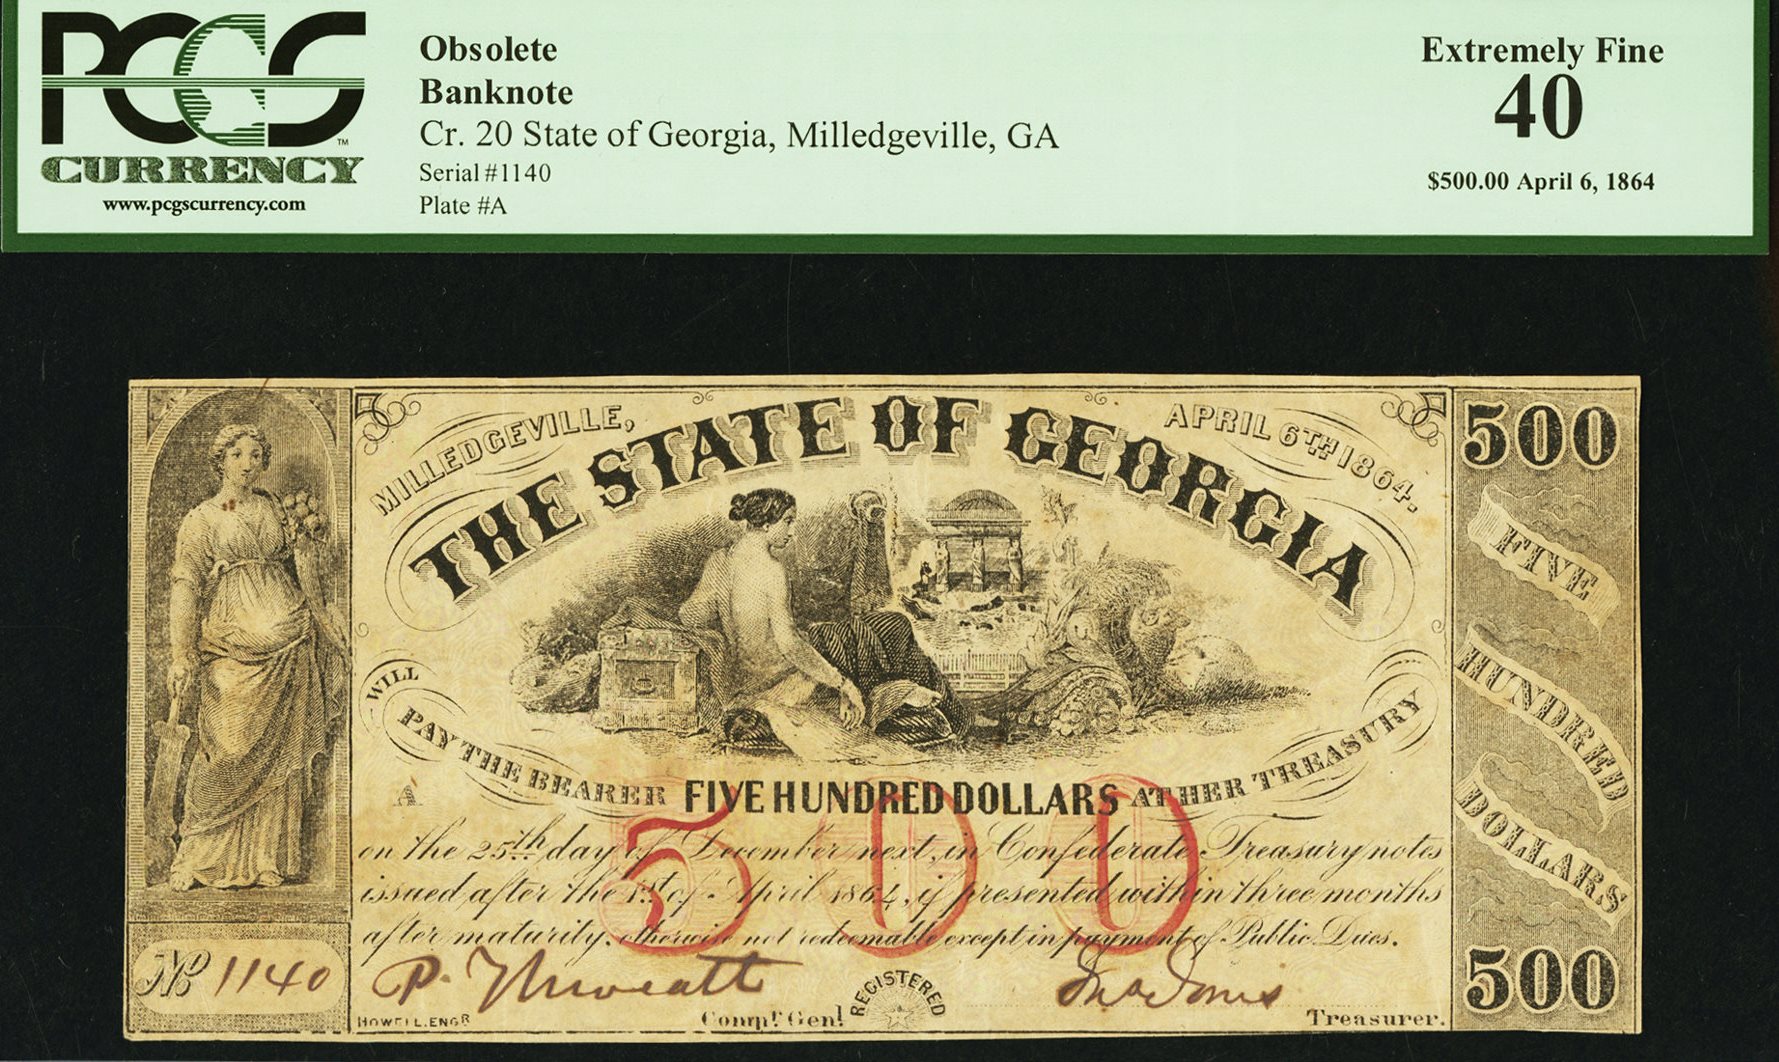 PCGS
CURRENCY
www.pcgscurrency.com
Obsolete
Banknote
Cr. 20 State of Georgia, Milledgeville, GA
Serial #1140
Plate #A
Extremely Fine
40
$500.00 April 6, 1864
MILLEDGEVILLE,
APRIL 6TH 1864.
THE STATE OF GEORGIA
WILL
PAY THE BEARER FIVE HUNDRED DOLLARS AT HER TREASURY
A
500
on the 25th day of December next, in Confederate Treasury notes
issued after the 1st of April 1864, if presented within three months
after maturity, otherwise not redeemable except in payment of Public Dues.
No 1140
HOWELL. ENGR
Compr. Genl.
REGISTERED
Jno Jones
Treasurer.
500
FIVE
HUNDRED
DOLLARS
500